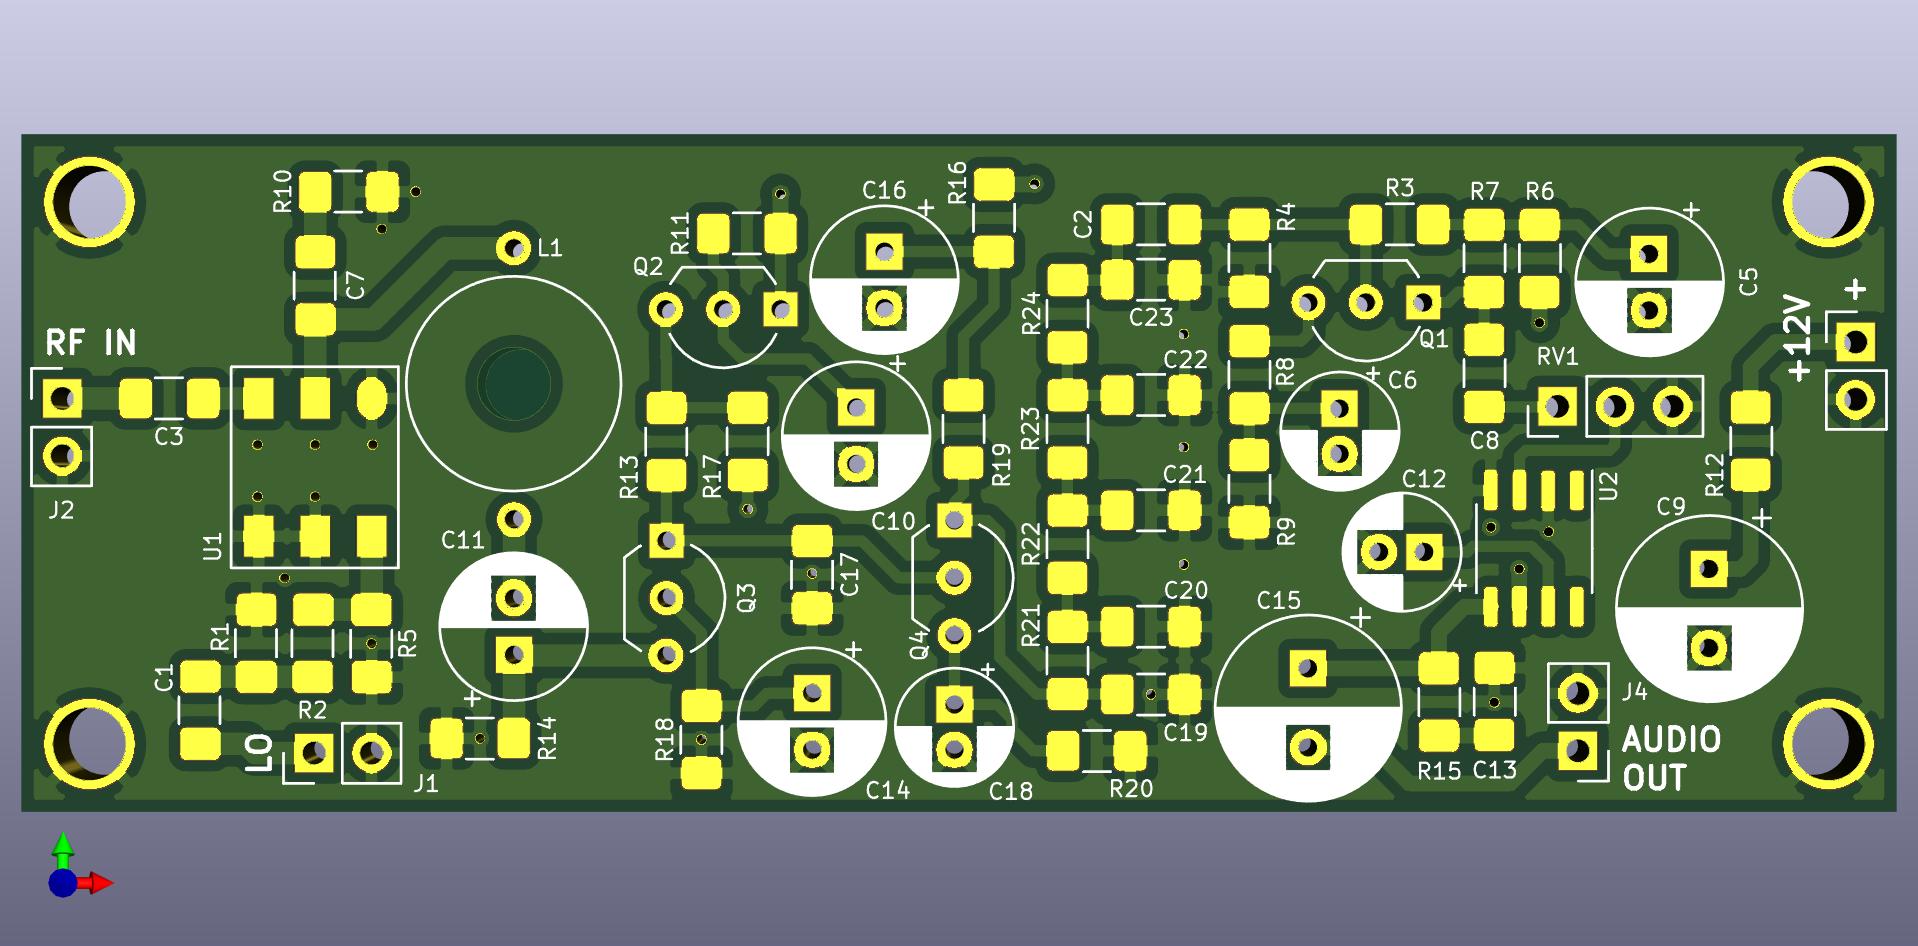 R10
C7
L1
RF IN
C3
J2
U1
R1
R5
C1
R2
LO
J1
C11
+
R14
Q2
R11
C16
+
R16
+
C10
R13
R17
R19
Q3
C17
Q4
R18
+
C14
+
C18
R20
C2
C23
R24
C22
R23
C21
R22
C20
R21
C19
R4
R3
R7
R6
+
C5
Q1
R8
+
C6
R9
C8
RV1
+
+12V
R12
C12
+
U2
C9
+
C15
+
R15
C13
J4
AUDIO
OUT